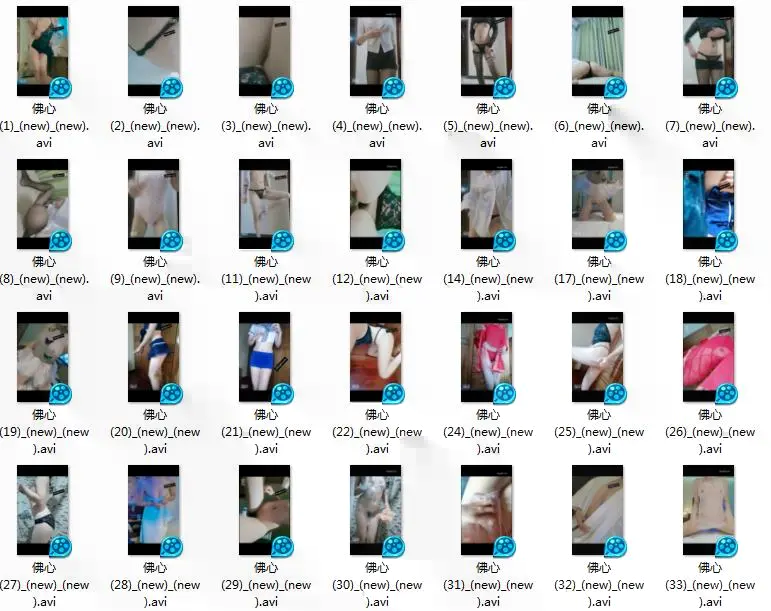 佛心 佛心 佛心 佛心 佛心 佛心 佛心
(1)_(new)_(new). (2)_(new)_(new). (3)_(new)_(new). (4)_(new)_(new). (5)_(new)_(new). (6)_(new)_(new). (7)_(new)_(new).
avi avi avi avi avi avi avi
佛心 佛心 佛心 佛心 佛心 佛心 佛心
(8)_(new)_(new). (9)_(new)_(new). (11)_(new)_(new (12)_(new)_(new (14)_(new)_(new (17)_(new)_(new (18)_(new)_(new
avi avi ).avi ).avi ).avi ).avi ).avi
佛心 佛心 佛心 佛心 佛心 佛心 佛心
(19)_(new)_(new (20)_(new)_(new (21)_(new)_(new (22)_(new)_(new (24)_(new)_(new (25)_(new)_(new (26)_(new)_(new
).avi ).avi ).avi ).avi ).avi ).avi ).avi
佛心 佛心 佛心 佛心 佛心 佛心 佛心
(27)_(new)_(new (28)_(new)_(new (29)_(new)_(new (30)_(new)_(new (31)_(new)_(new (32)_(new)_(new (33)_(new)_(new
).avi ).avi ).avi ).avi ).avi ).avi ).avi